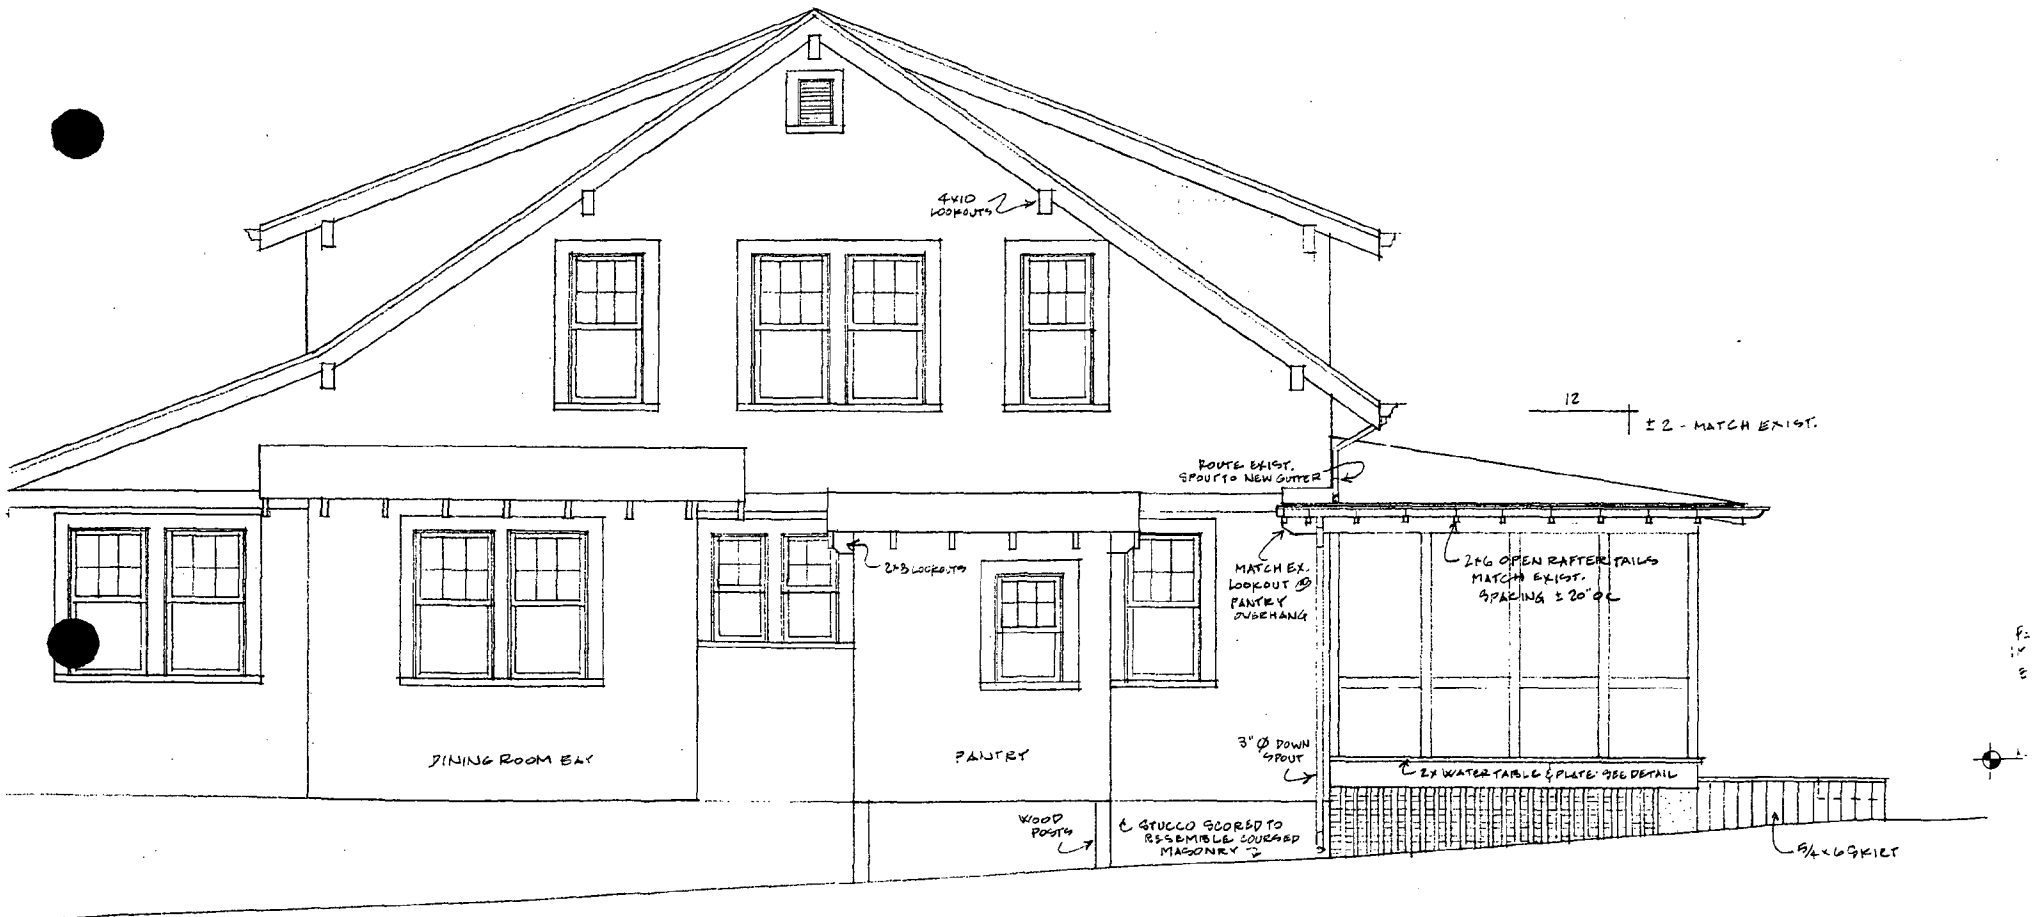 4X10
LOOKOUTS
12
± 2 - MATCH EXIST.
ROUTE EXIST.
SPOUT TO NEW GUTTER
2x3 LOOKOUTS
MATCH EX.
LOOKOUT @
PANTRY
OVERHANG
2x6 OPEN RAFTER TAILS
MATCH EXIST.
SPACING ± 20" OC
DINING ROOM BAY
PANTRY
3" Ø DOWN
SPOUT
2x WATER TABLE & PLATE SEE DETAIL
WOOD
POSTS
STUCCO SCORED TO
RESEMBLE COURSED
MASONRY
5/4 x 6 SKIRT